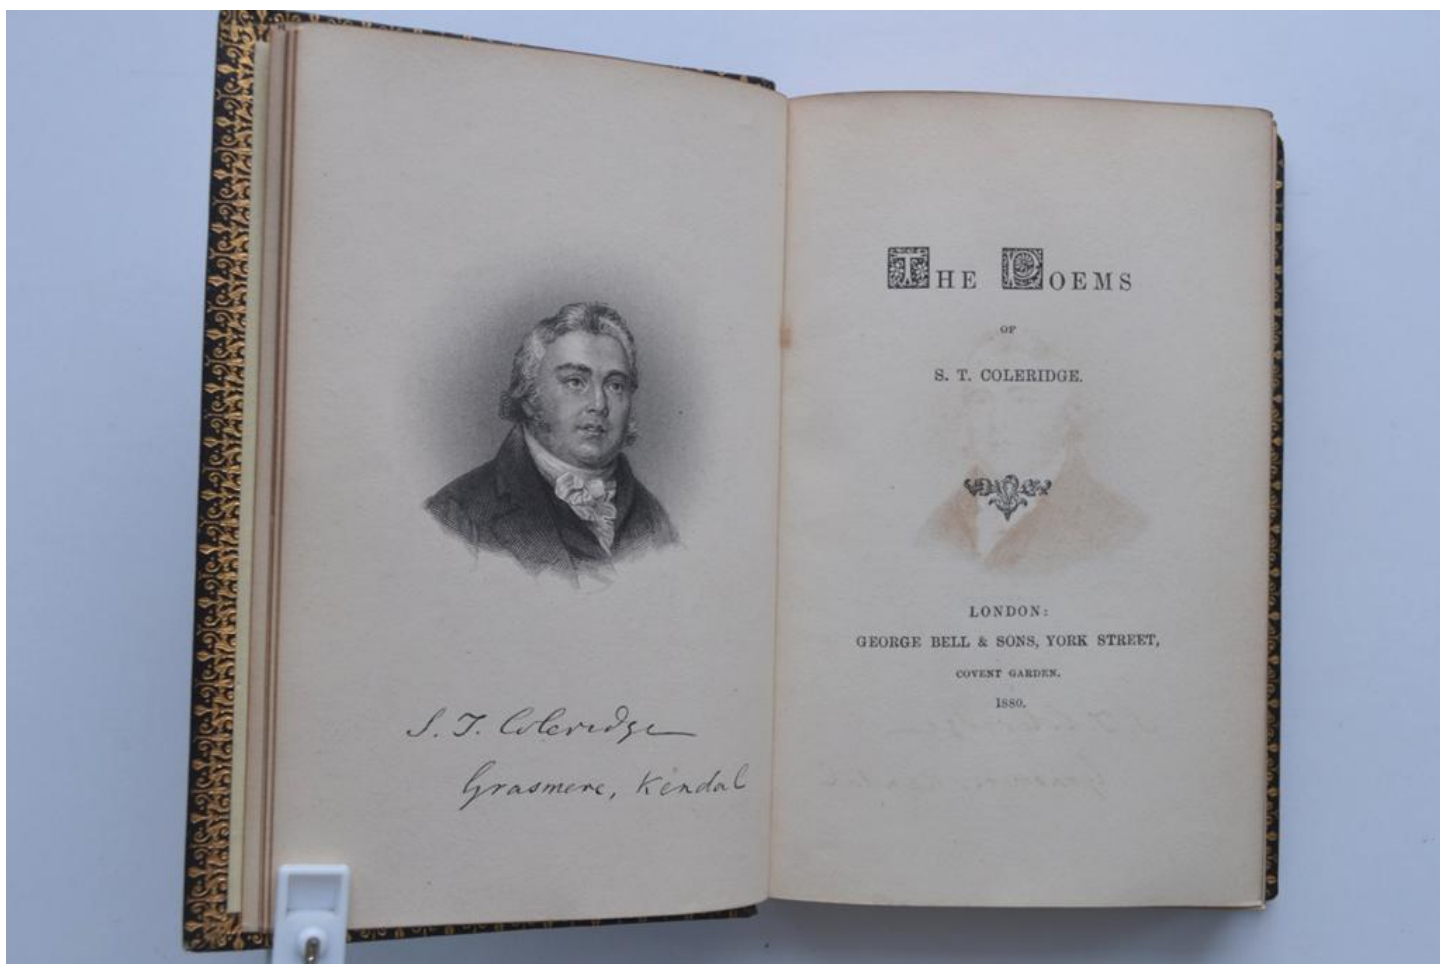 S. T. Coleridge
Grasmere, Kendal
THE POEMS
OF
S. T. COLERIDGE.
LONDON:
GEORGE BELL & SONS, YORK STREET,
COVENT GARDEN.
1880.